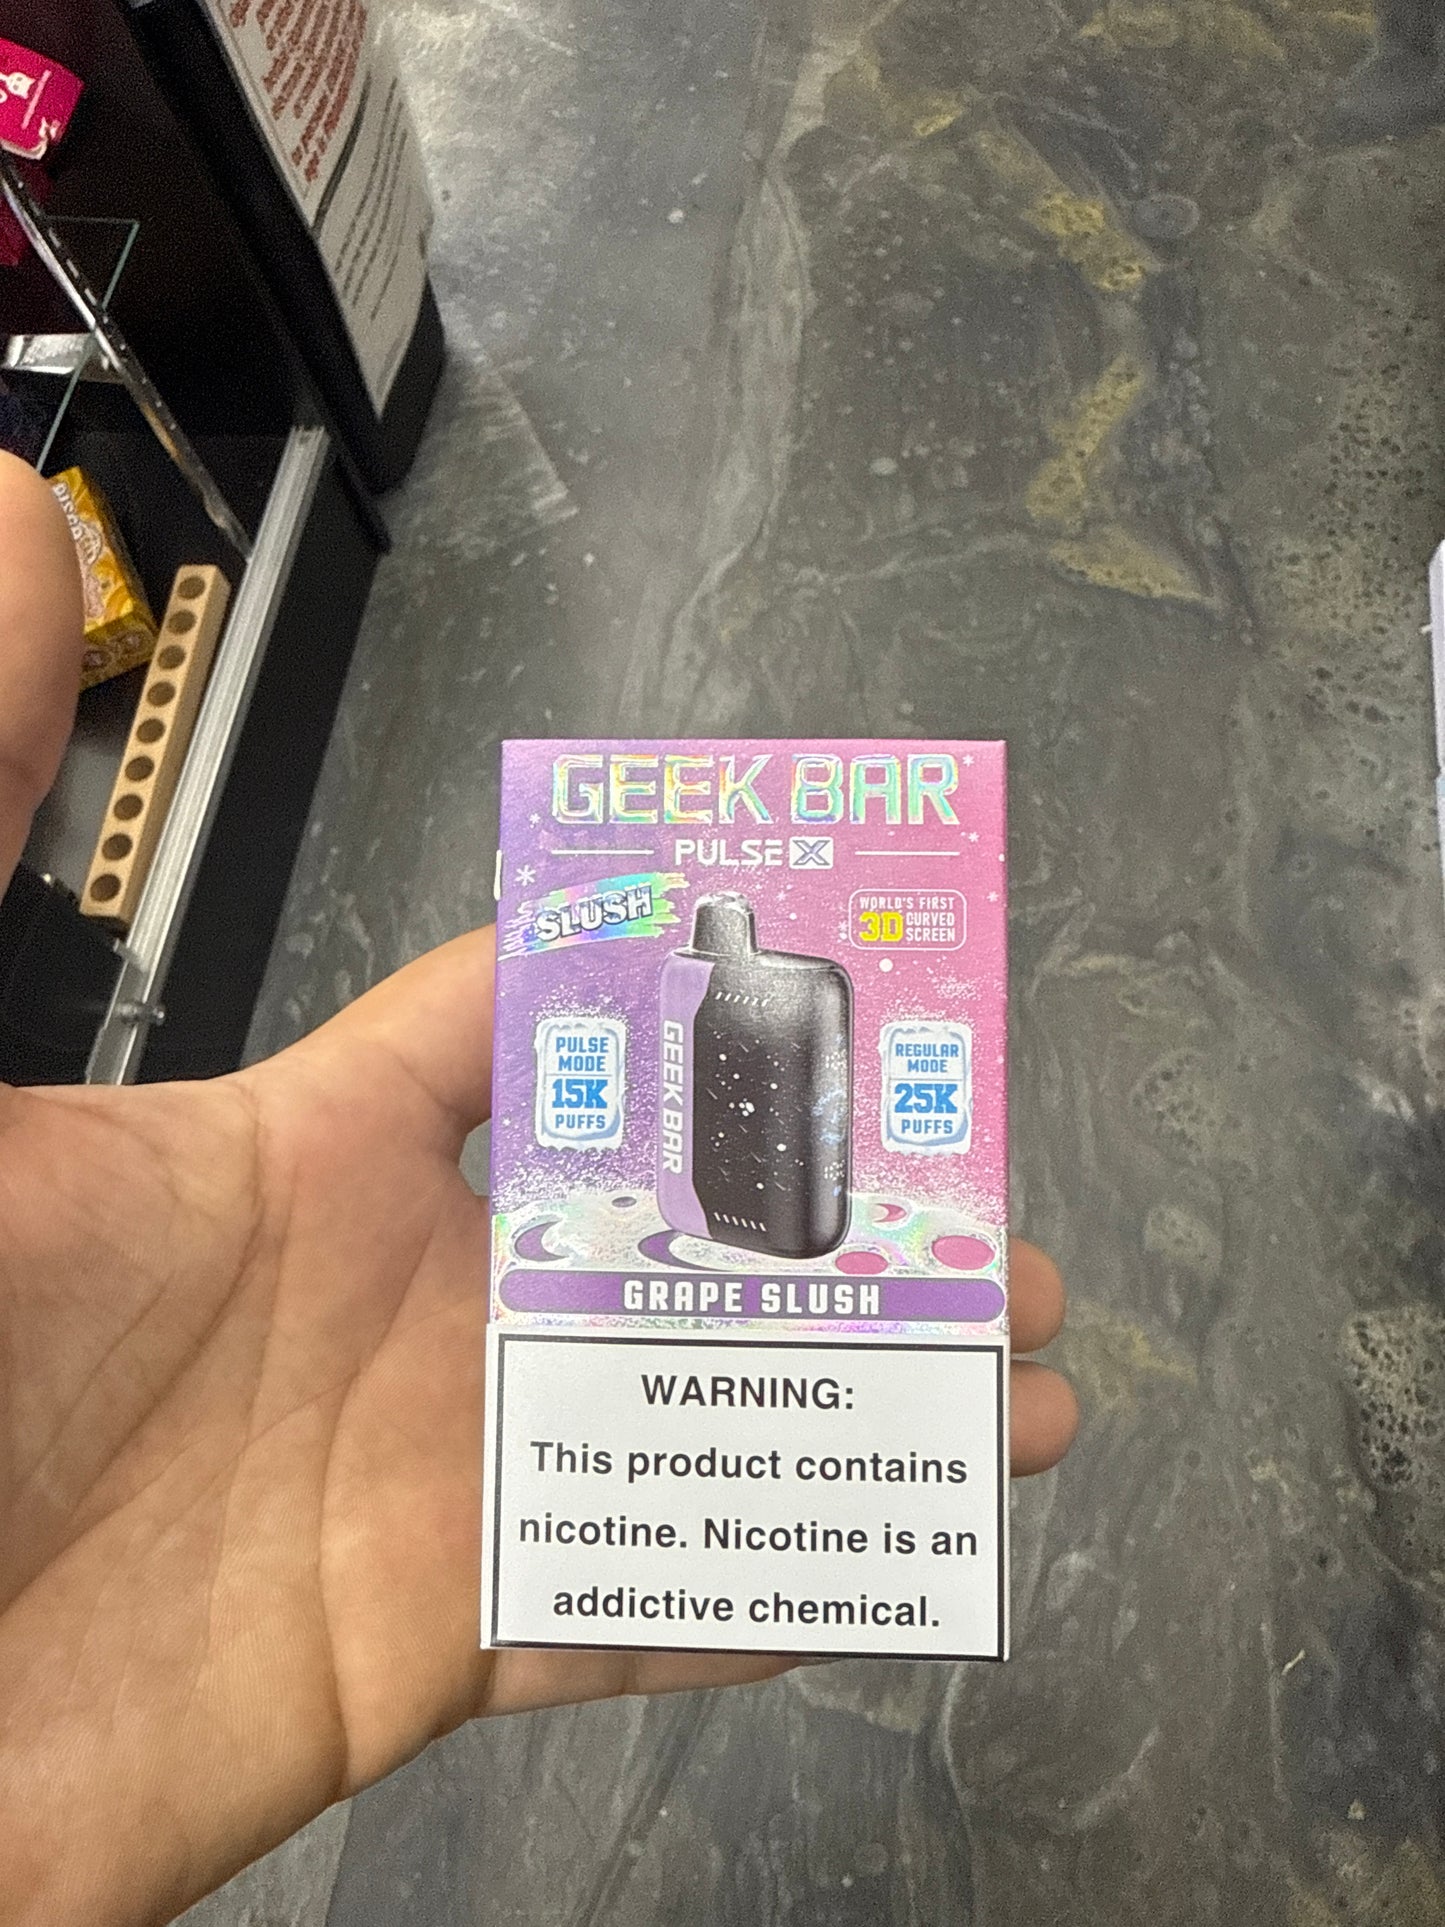 GEEK BAR
PULSE X
SLUSH
WORLD'S FIRST
3D CURVED
SCREEN
PULSE
MODE
15K
PUFFS
REGULAR
MODE
25K
PUFFS
GEEK BAR
GRAPE SLUSH
WARNING:
This product contains
nicotine. Nicotine is an
addictive chemical.